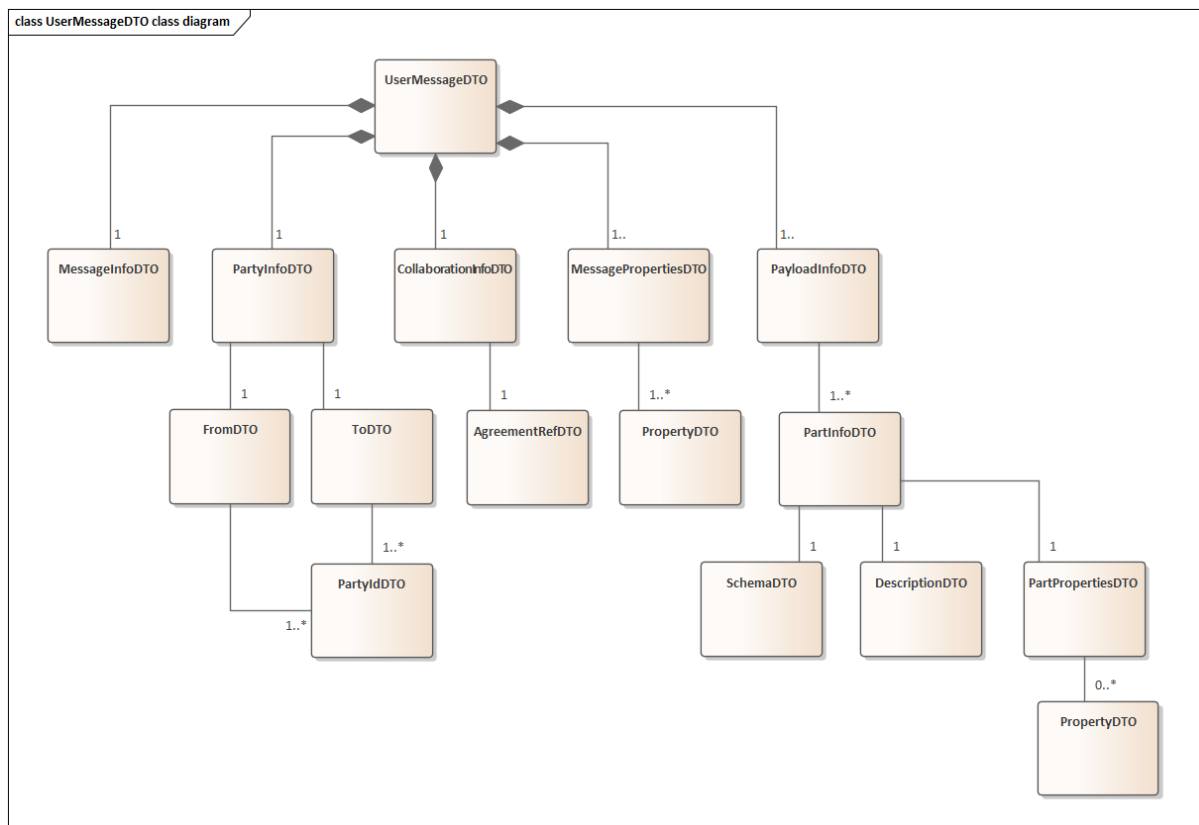 class UserMessageDTO class diagram
UserMessageDTO
1
1
1
1..
1..
MessageInfoDTO
PartyInfoDTO
CollaborationInfoDTO
MessagePropertiesDTO
PayloadInfoDTO
1
1
1
1..*
1..*
FromDTO
ToDTO
AgreementRefDTO
PropertyDTO
PartInfoDTO
1..*
1
1
1
PartyIdDTO
SchemaDTO
DescriptionDTO
PartPropertiesDTO
1..*
0..*
PropertyDTO